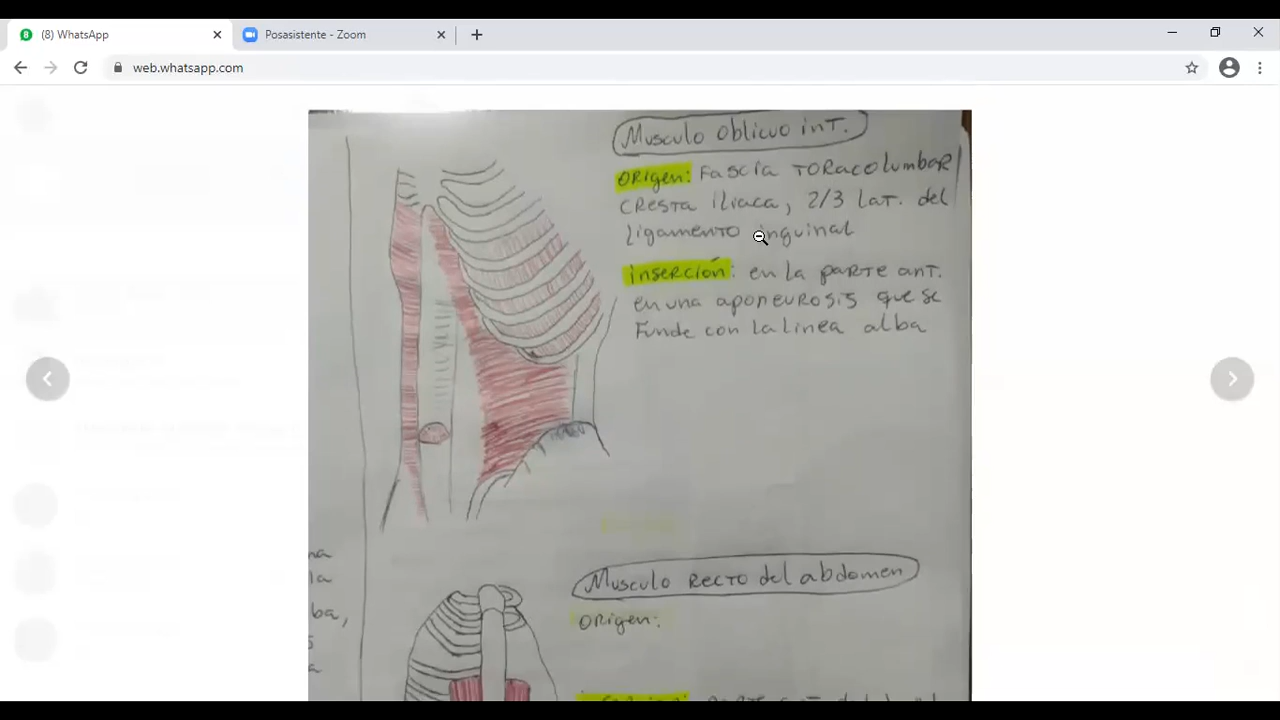 (8) WhatsApp
Posasistente - Zoom
web.whatsapp.com
Musculo oblicuo inT.
origen: Fascia Toracolumbar
cresta iliaca, 2/3 lat. del
ligamento inguinal
inserción: en la parte ant.
en una aponeurosis que se
Funde con la linea alba
Musculo recto del abdomen
origen: